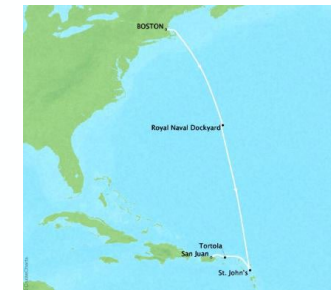 BOSTON
Royal Naval Dockyard
Tortola
San Juan
St. John's